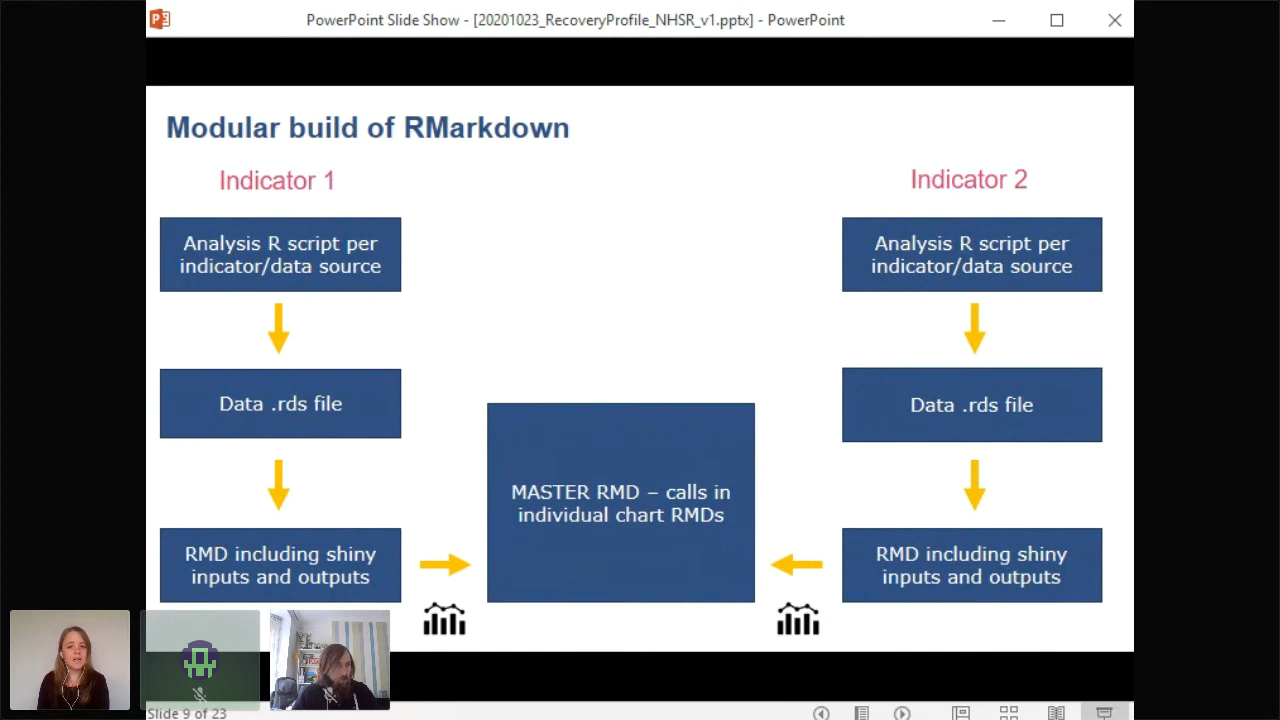 PowerPoint Slide Show - [20201023_RecoveryProfile_NHSR_v1.pptx] - PowerPoint
Modular build of RMarkdown
Indicator 1
Indicator 2
Analysis R script per
indicator/data source
Analysis R script per
indicator/data source
Data .rds file
Data .rds file
MASTER RMD – calls in
individual chart RMDs
RMD including shiny
inputs and outputs
RMD including shiny
inputs and outputs
Slide 9 of 23